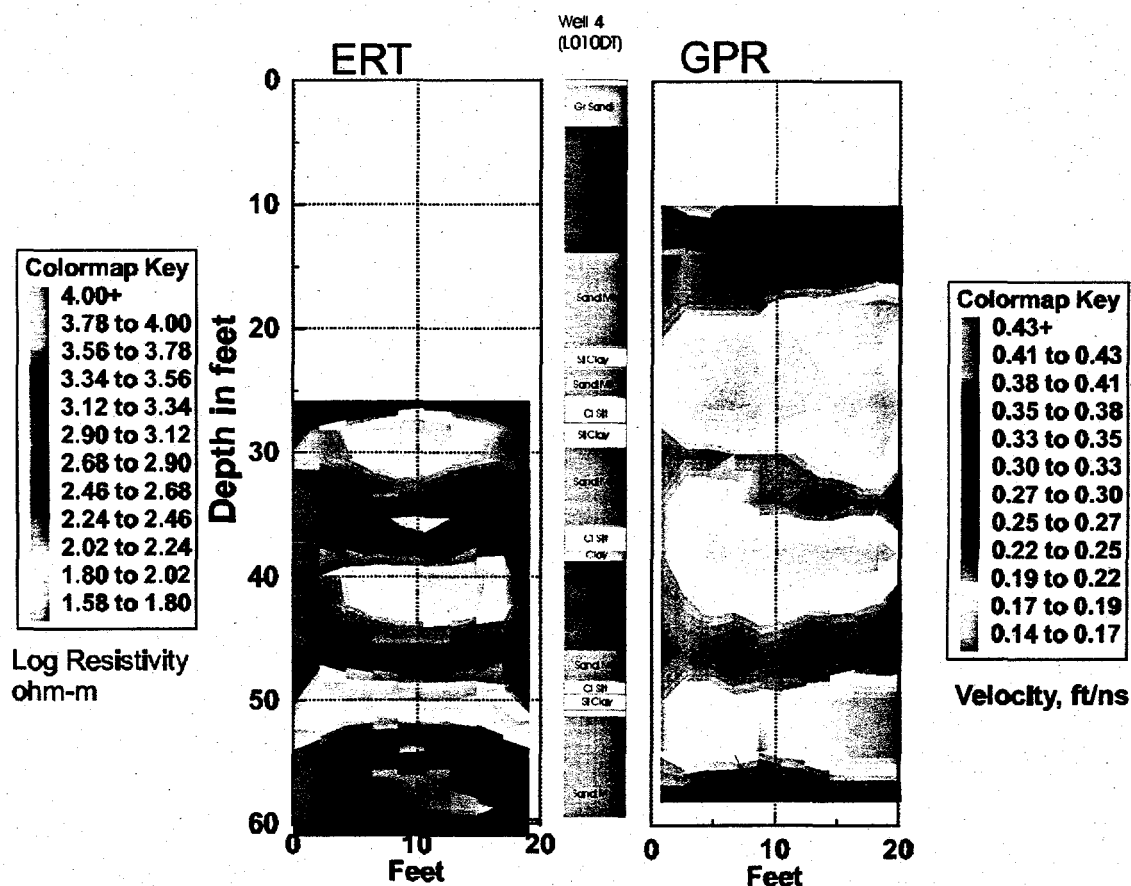 Well 4
(L010DT)
ERT
GPR
0
10
20
30
40
50
60
Depth in feet
0
10
20
Feet
0
10
20
Feet
Gr Sand
Sand
St Clay
Sand
Cl Slt
St Clay
Sand
Cl Slt
Clay
Sand
Cl Slt
St Clay
Sand
Colormap Key
4.00+
3.78 to 4.00
3.56 to 3.78
3.34 to 3.56
3.12 to 3.34
2.90 to 3.12
2.68 to 2.90
2.46 to 2.68
2.24 to 2.46
2.02 to 2.24
1.80 to 2.02
1.58 to 1.80
Log Resistivity
ohm-m
Colormap Key
0.43+
0.41 to 0.43
0.38 to 0.41
0.35 to 0.38
0.33 to 0.35
0.30 to 0.33
0.27 to 0.30
0.25 to 0.27
0.22 to 0.25
0.19 to 0.22
0.17 to 0.19
0.14 to 0.17
Velocity, ft/ns